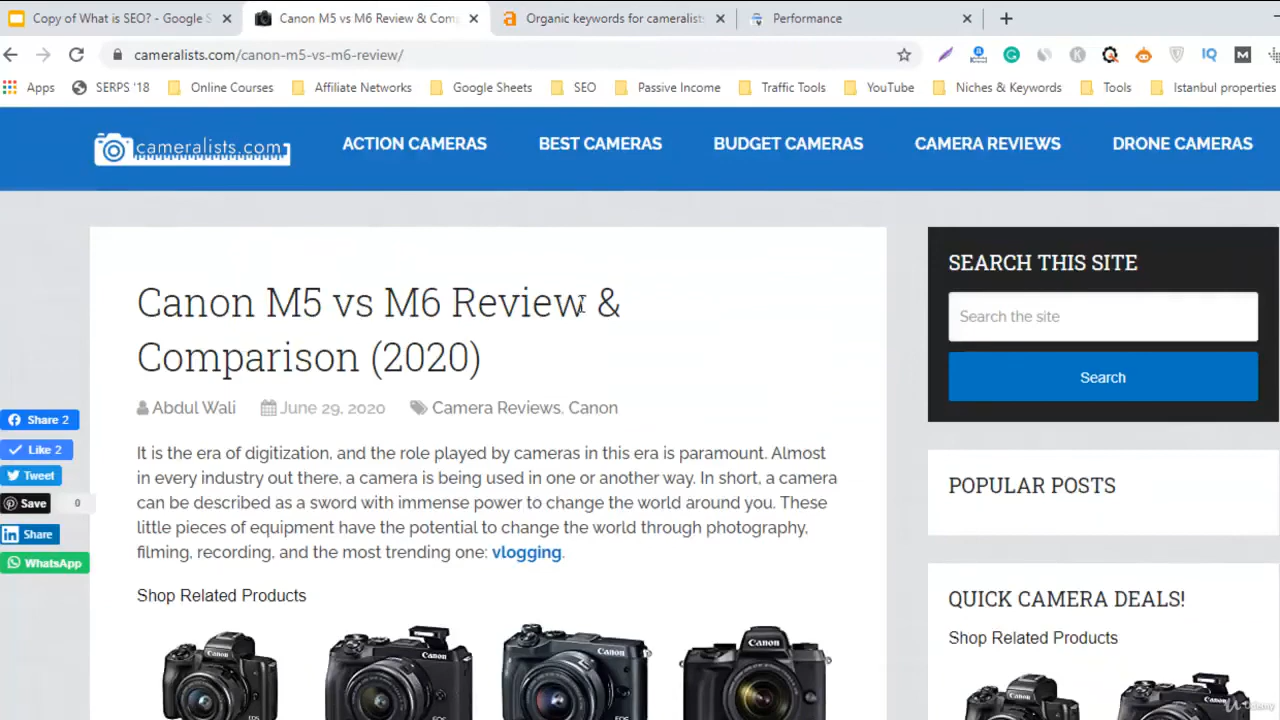 Copy of What is SEO? - Google S
Canon M5 vs M6 Review & Com
Organic keywords for cameralist
Performance
cameralists.com/canon-m5-vs-m6-review/
Apps
SERPS '18
Online Courses
Affiliate Networks
Google Sheets
SEO
Passive Income
Traffic Tools
YouTube
Niches & Keywords
Tools
Istanbul properties
cameralists.com
ACTION CAMERAS
BEST CAMERAS
BUDGET CAMERAS
CAMERA REVIEWS
DRONE CAMERAS
Canon M5 vs M6 Review &
Comparison (2020)
Abdul Wali
June 29, 2020
Camera Reviews, Canon
It is the era of digitization, and the role played by cameras in this era is paramount. Almost
in every industry out there, a camera is being used in one or another way. In short, a camera
can be described as a sword with immense power to change the world around you. These
little pieces of equipment have the potential to change the world through photography,
filming, recording, and the most trending one: vlogging.
Shop Related Products
Share 2
Like 2
Tweet
Save 0
Share
WhatsApp
Canon
Canon
Canon
Canon
EOS
SEARCH THIS SITE
Search the site
Search
POPULAR POSTS
QUICK CAMERA DEALS!
Shop Related Products
Udemy